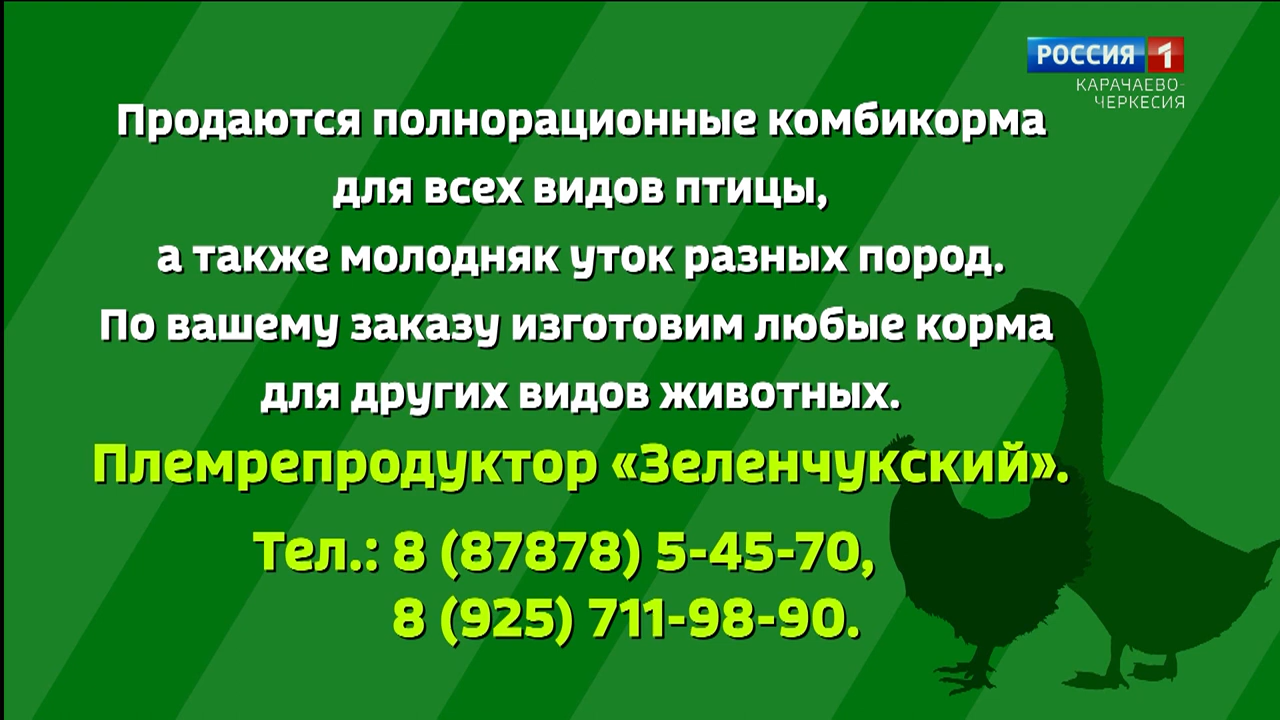 РОССИЯ 1
КАРАЧАЕВО-
ЧЕРКЕСИЯ
Продаются полнорационные комбикорма
для всех видов птицы,
а также молодняк уток разных пород.
По вашему заказу изготовим любые корма
для других видов животных.
Племрепродуктор «Зеленчукский».
Тел.: 8 (87878) 5-45-70,
8 (925) 711-98-90.